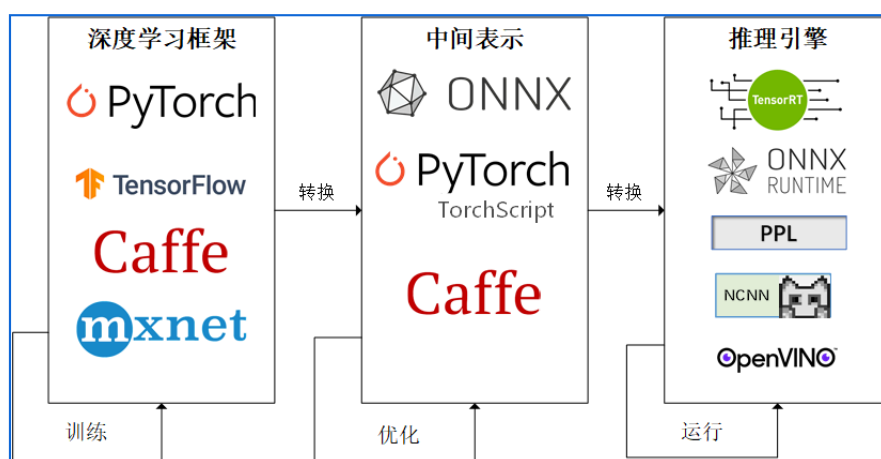 深度学习框架
PyTorch
TensorFlow
Caffe
mxnet
训练
转换
中间表示
ONNX
PyTorch
TorchScript
Caffe
优化
转换
推理引擎
TensorRT
ONNX
RUNTIME
PPL
NCNN
OpenVINO™
运行